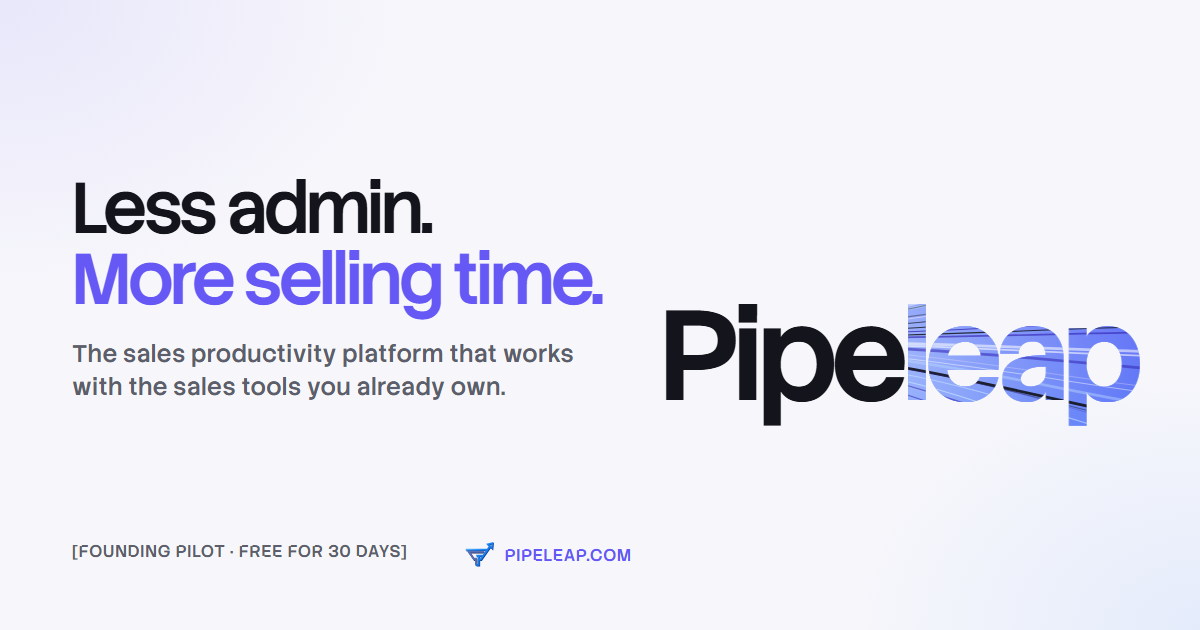 Less admin.
More selling time.
The sales productivity platform that works
with the sales tools you already own.
Pipeleap
[FOUNDING PILOT · FREE FOR 30 DAYS]
PIPELEAP.COM